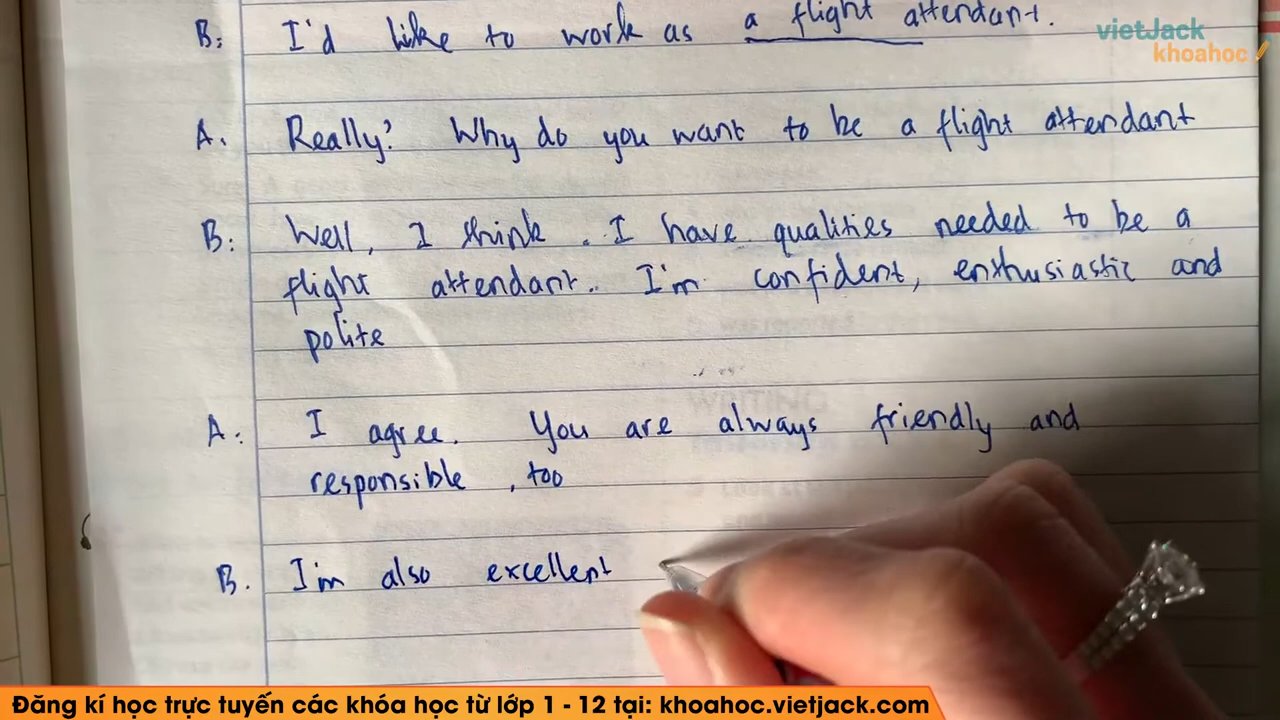 B: I'd like to work as a flight attendant.
vietJack
khoahoc
A. Really? Why do you want to be a flight attendant
B: Well, I think . I have qualities needed to be a
flight attendant. I'm confident, enthusiastic and
polite
A: I agree. You are always friendly and
responsible , too
B. I'm also excellent
Đăng kí học trực tuyến các khóa học từ lớp 1 - 12 tại: khoahoc.vietjack.com